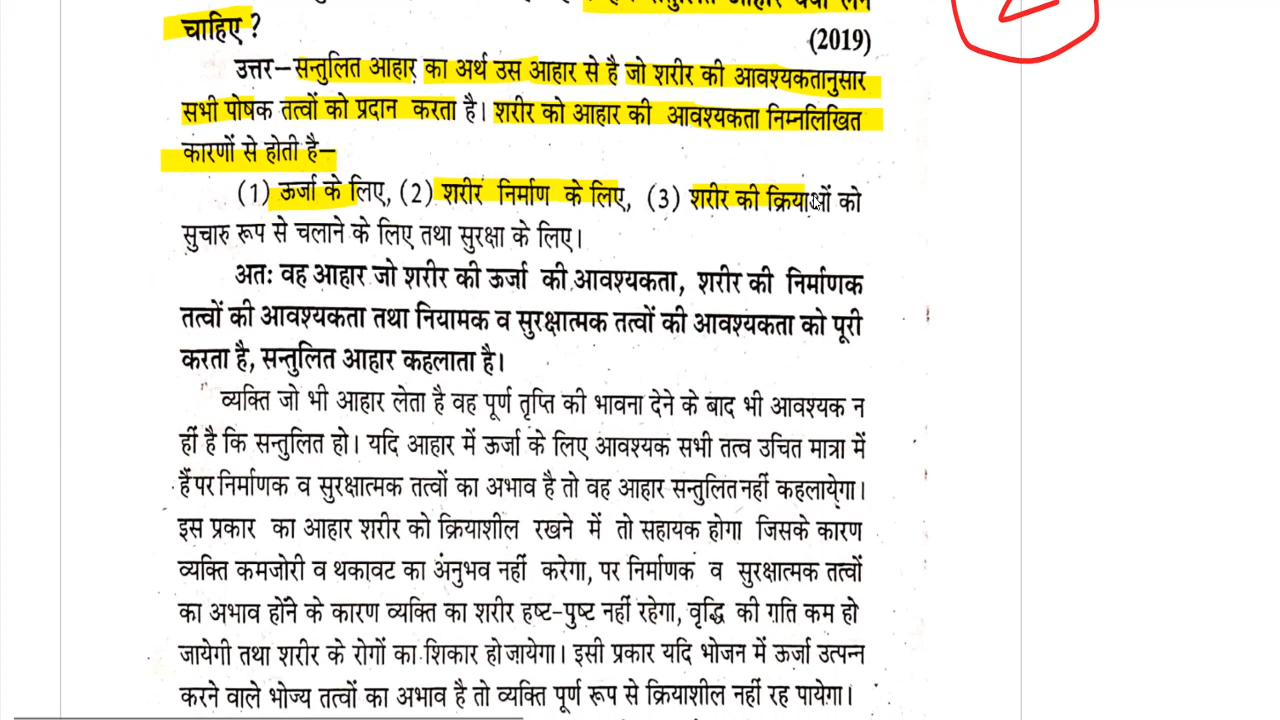 सन्तुलित आहार क्यों लेना
चाहिए ?
(2019)
उत्तर–सन्तुलित आहार का अर्थ उस आहार से है जो शरीर की आवश्यकतानुसार
सभी पोषक तत्वों को प्रदान करता है। शरीर को आहार की आवश्यकता निम्नलिखित
कारणों से होती है–
(1) ऊर्जा के लिए, (2) शरीर निर्माण के लिए, (3) शरीर की क्रियाओं को
सुचारु रूप से चलाने के लिए तथा सुरक्षा के लिए।
अतः वह आहार जो शरीर की ऊर्जा की आवश्यकता, शरीर की निर्माणक
तत्वों की आवश्यकता तथा नियामक व सुरक्षात्मक तत्वों की आवश्यकता को पूरी
करता है, सन्तुलित आहार कहलाता है।
व्यक्ति जो भी आहार लेता है वह पूर्ण तृप्ति की भावना देने के बाद भी आवश्यक न
हीं है कि सन्तुलित हो। यदि आहार में ऊर्जा के लिए आवश्यक सभी तत्व उचित मात्रा में
हैं पर निर्माणक व सुरक्षात्मक तत्वों का अभाव है तो वह आहार सन्तुलित नहीं कहलायेगा।
इस प्रकार का आहार शरीर को क्रियाशील रखने में तो सहायक होगा जिसके कारण
व्यक्ति कमजोरी व थकावट का अनुभव नहीं करेगा, पर निर्माणक व सुरक्षात्मक तत्वों
का अभाव होने के कारण व्यक्ति का शरीर हष्ट-पुष्ट नहीं रहेगा, वृद्धि की गति कम हो
जायेगी तथा शरीर के रोगों का शिकार हो जायेगा। इसी प्रकार यदि भोजन में ऊर्जा उत्पन्न
करने वाले भोज्य तत्वों का अभाव है तो व्यक्ति पूर्ण रूप से क्रियाशील नहीं रह पायेगा।